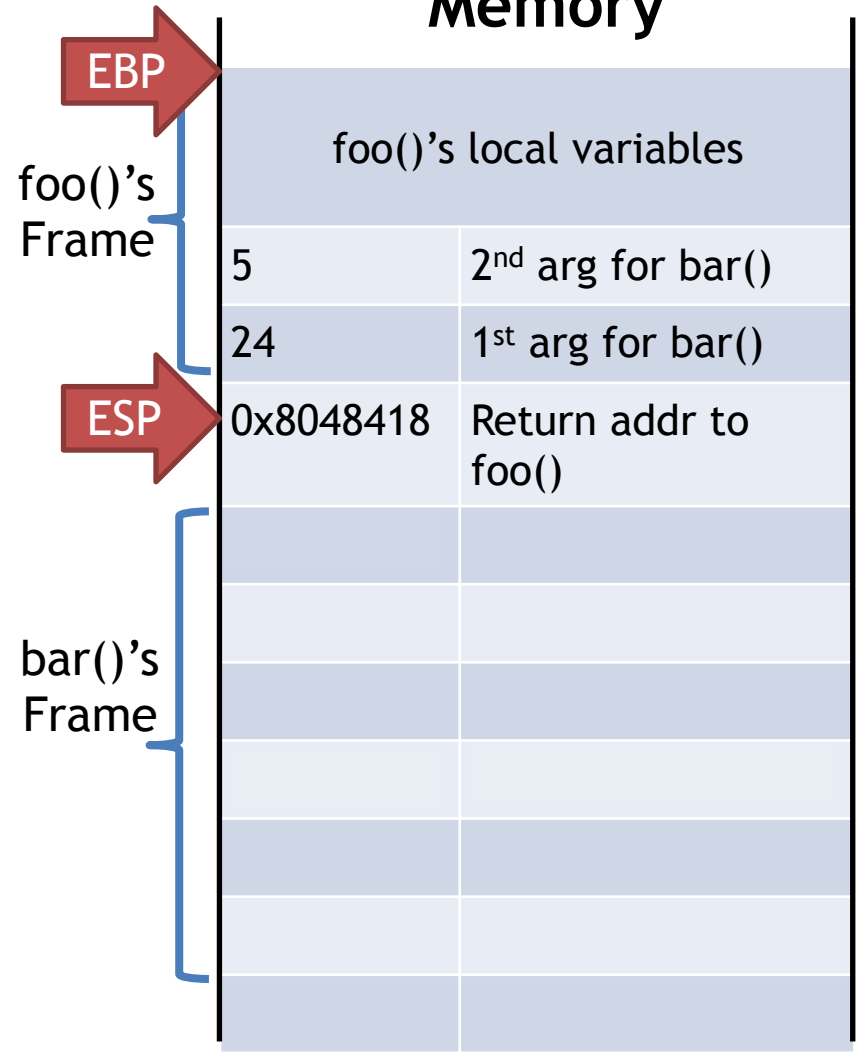 Memory
EBP
foo()'s local variables
foo()'s
Frame
5 2nd arg for bar()
24 1st arg for bar()
ESP
0x8048418 Return addr to
foo()
bar()'s
Frame